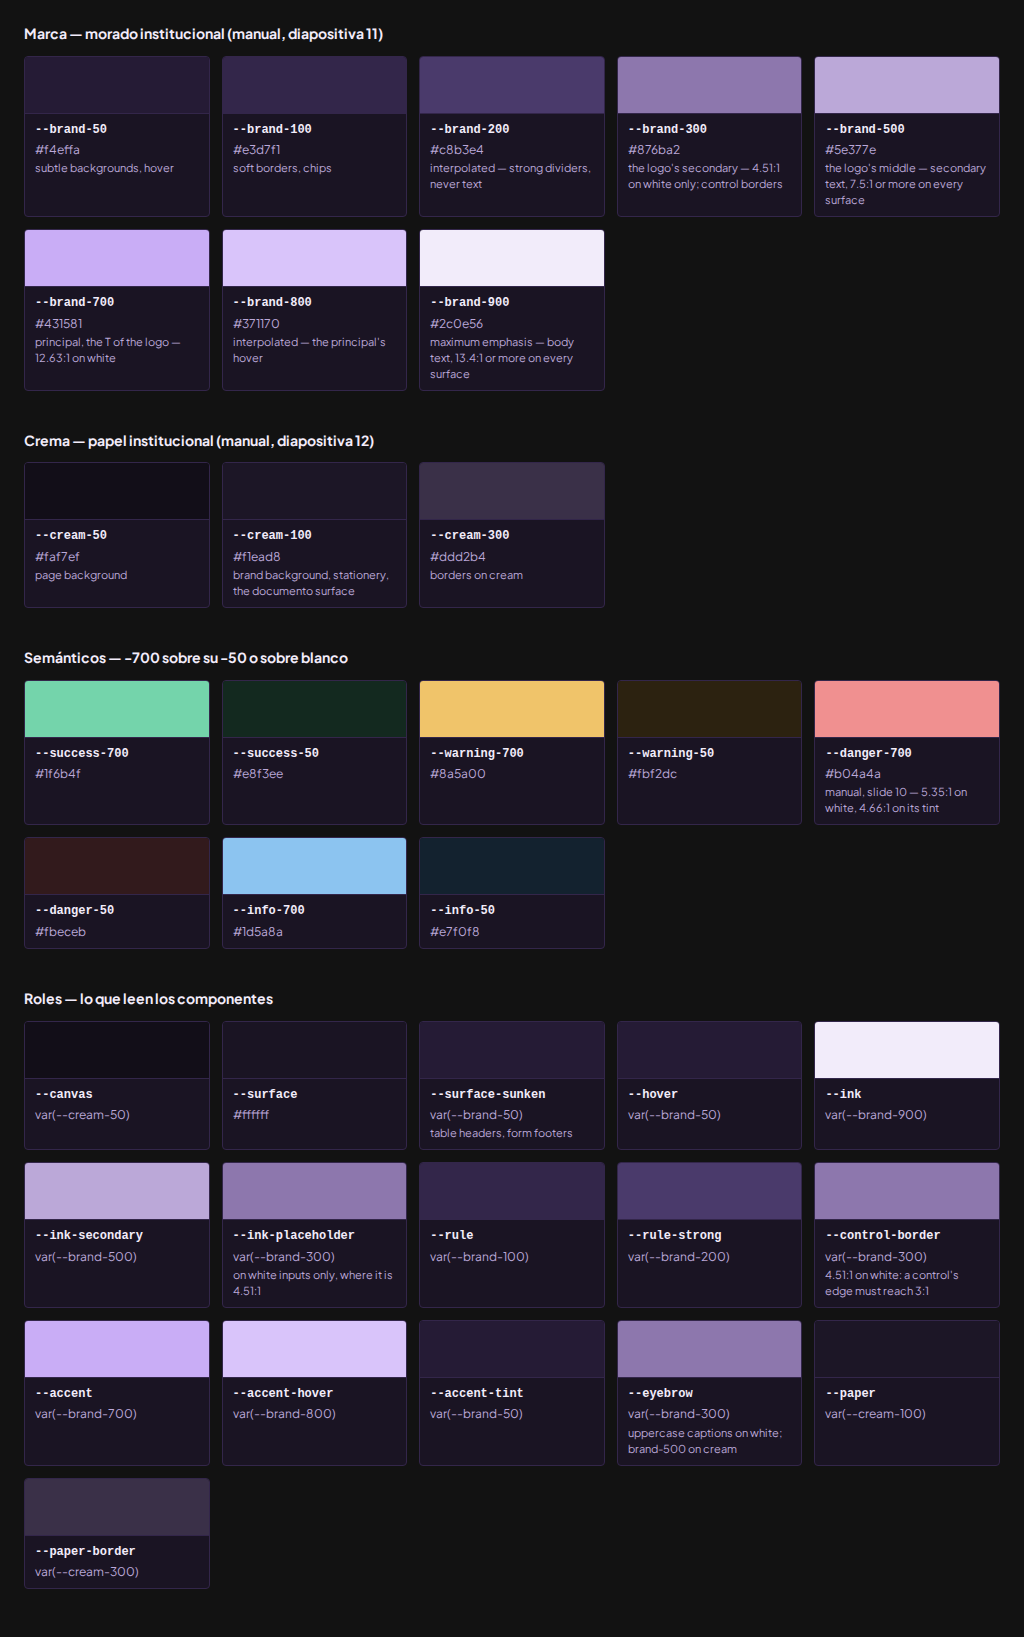 Marca — morado institucional (manual, diapositiva 11)
--brand-50
#f4effa
subtle backgrounds, hover
--brand-100
#e3d7f1
soft borders, chips
--brand-200
#c8b3e4
interpolated — strong dividers,
never text
--brand-300
#876ba2
the logo's secondary — 4.51:1
on white only; control borders
--brand-500
#5e377e
the logo's middle — secondary
text, 7.5:1 or more on every
surface
--brand-700
#431581
principal, the T of the logo —
12.63:1 on white
--brand-800
#371170
interpolated — the principal's
hover
--brand-900
#2c0e56
maximum emphasis — body
text, 13.4:1 or more on every
surface
Crema — papel institucional (manual, diapositiva 12)
--cream-50
#faf7ef
page background
--cream-100
#f1ead8
brand background, stationery,
the documento surface
--cream-300
#ddd2b4
borders on cream
Semánticos — -700 sobre su -50 o sobre blanco
--success-700
#1f6b4f
--success-50
#e8f3ee
--warning-700
#8a5a00
--warning-50
#fbf2dc
--danger-700
#b04a4a
manual, slide 10 — 5.35:1 on
white, 4.66:1 on its tint
--danger-50
#fbeceb
--info-700
#1d5a8a
--info-50
#e7f0f8
Roles — lo que leen los componentes
--canvas
var(--cream-50)
--surface
#ffffff
--surface-sunken
var(--brand-50)
table headers, form footers
--hover
var(--brand-50)
--ink
var(--brand-900)
--ink-secondary
var(--brand-500)
--ink-placeholder
var(--brand-300)
on white inputs only, where it is
4.51:1
--rule
var(--brand-100)
--rule-strong
var(--brand-200)
--control-border
var(--brand-300)
4.51:1 on white: a control's
edge must reach 3:1
--accent
var(--brand-700)
--accent-hover
var(--brand-800)
--accent-tint
var(--brand-50)
--eyebrow
var(--brand-300)
uppercase captions on white;
brand-500 on cream
--paper
var(--cream-100)
--paper-border
var(--cream-300)